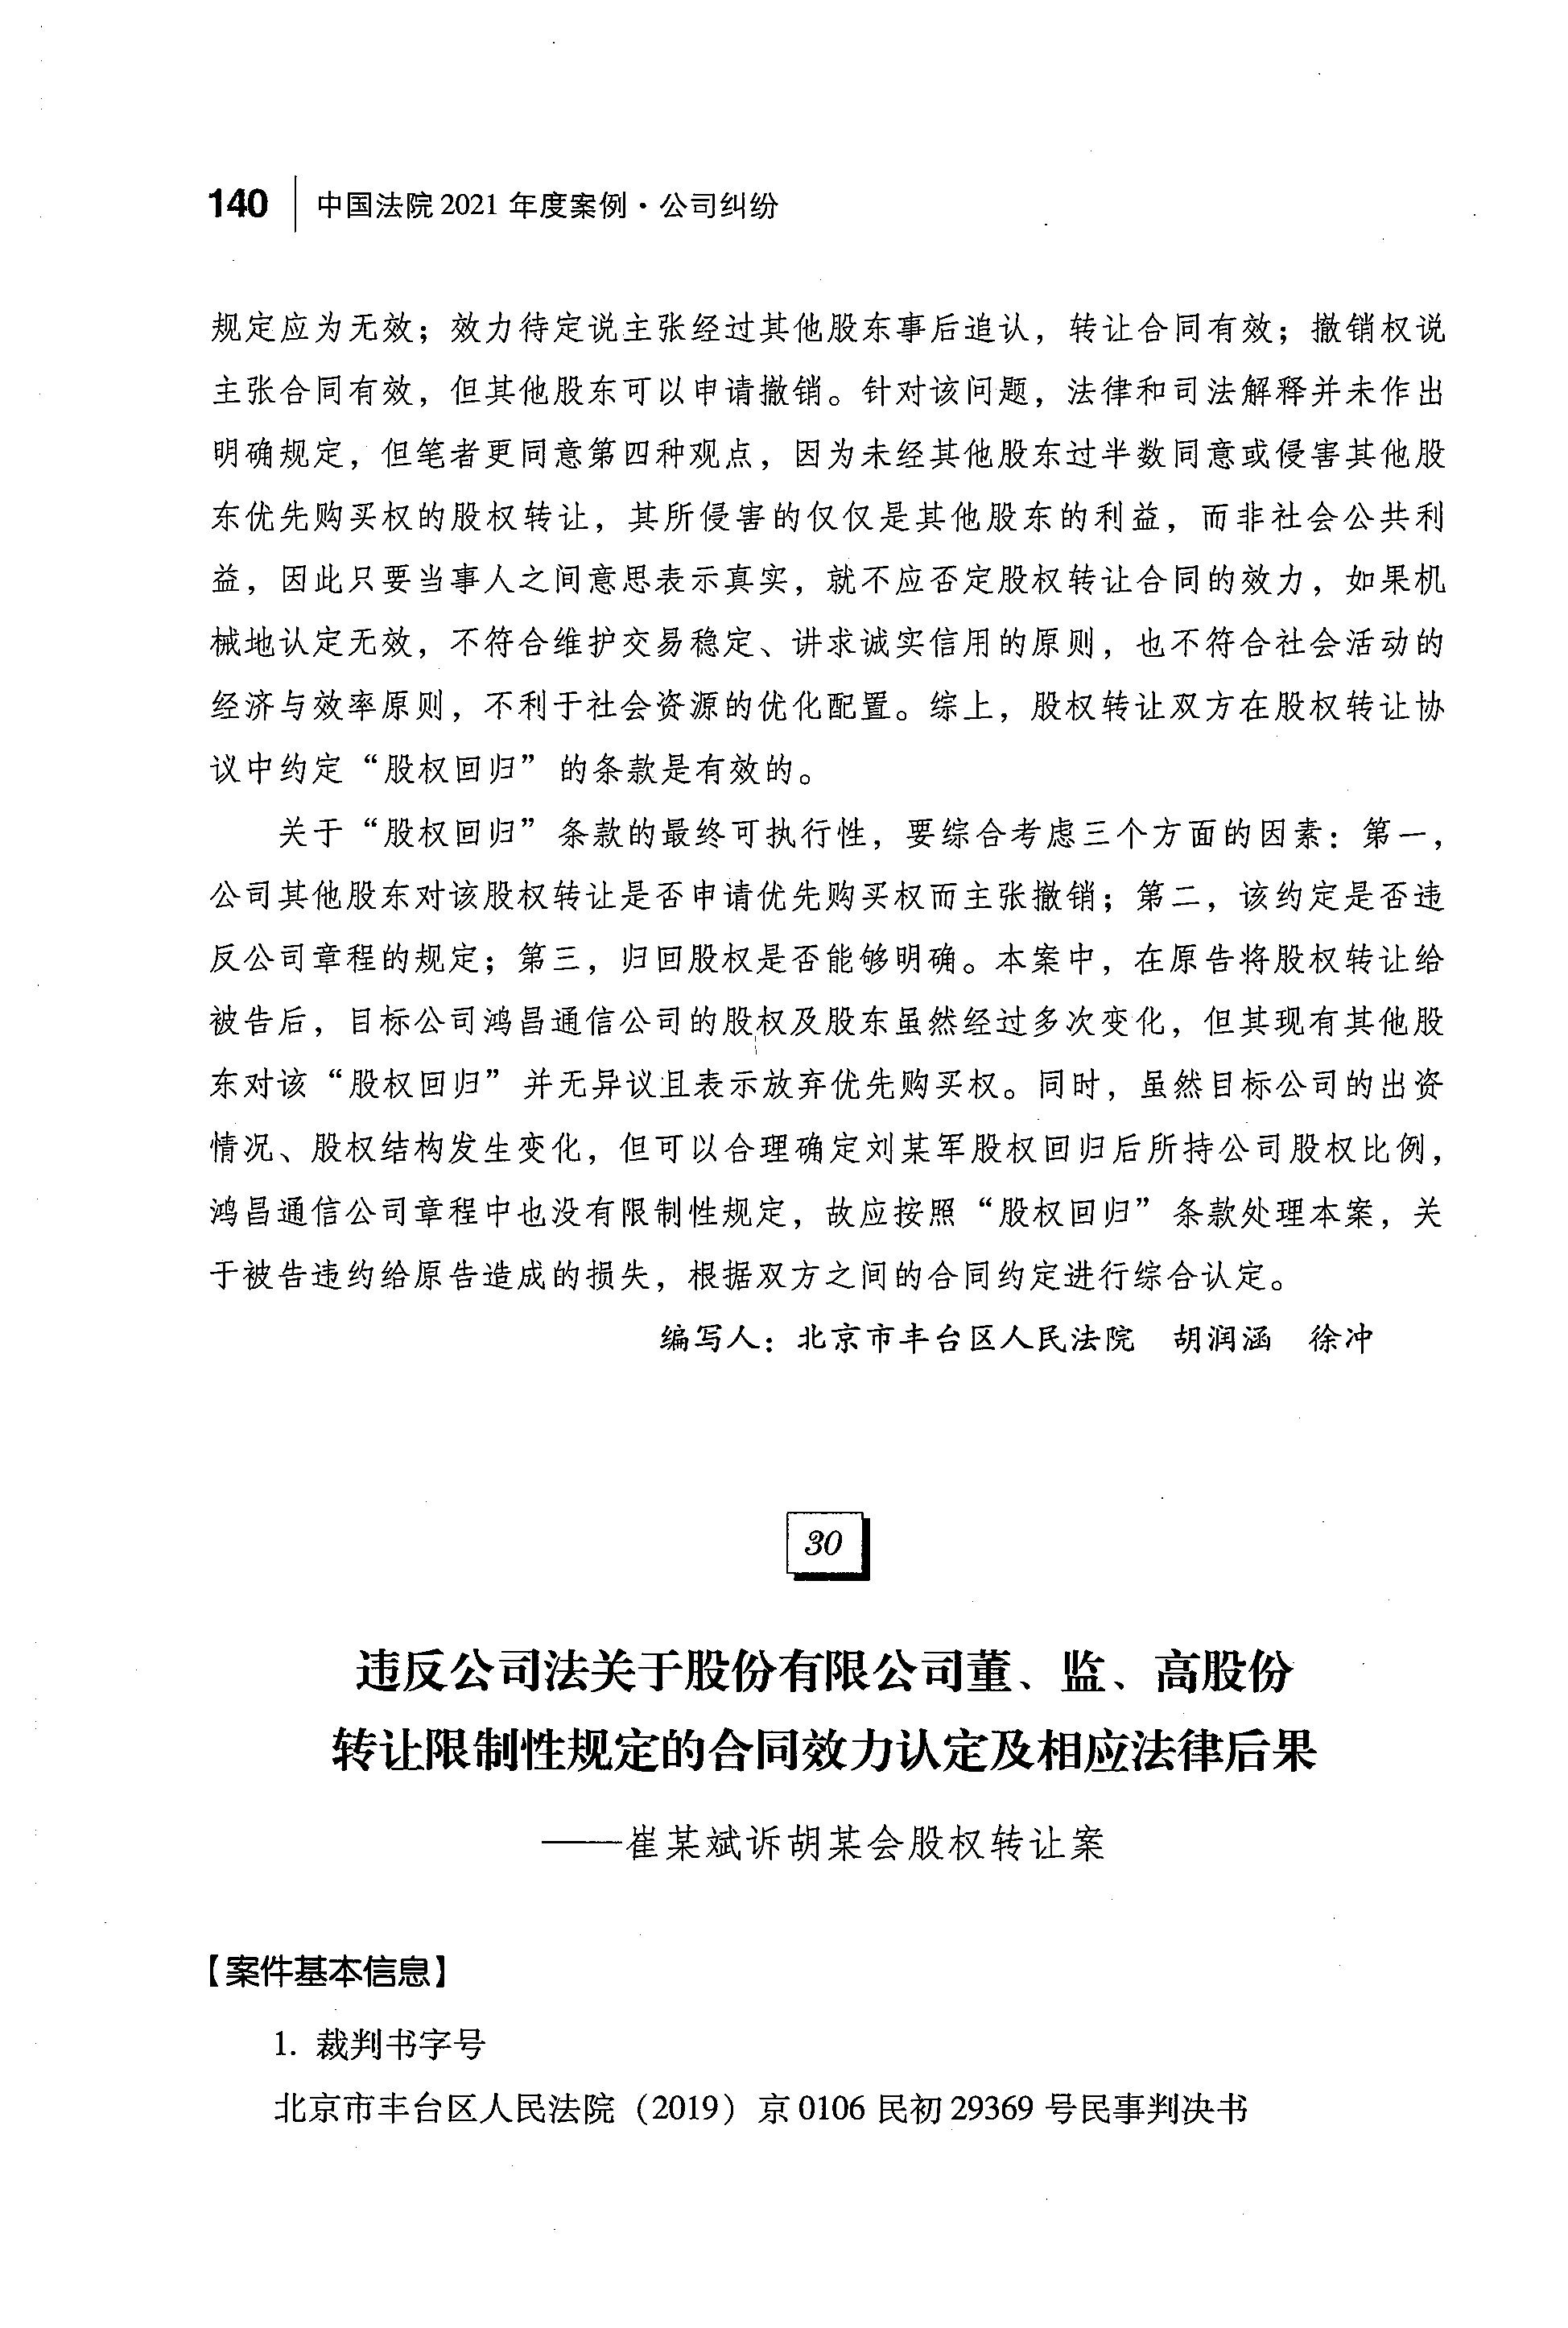 140 中国法院 2021 年度案例·公司纠纷
规定应为无效；效力待定说主张经过其他股东事后追认，转让合同有效；撤销权说
主张合同有效，但其他股东可以申请撤销。针对该问题，法律和司法解释并未作出
明确规定，但笔者更同意第四种观点，因为未经其他股东过半数同意或侵害其他股
东优先购买权的股权转让，其所侵害的仅仅是其他股东的利益，而非社会公共利
益，因此只要当事人之间意思表示真实，就不应否定股权转让合同的效力，如果机
械地认定无效，不符合维护交易稳定、讲求诚实信用的原则，也不符合社会活动的
经济与效率原则，不利于社会资源的优化配置。综上，股权转让双方在股权转让协
议中约定“股权回归”的条款是有效的。
关于“股权回归”条款的最终可执行性，要综合考虑三个方面的因素：第一，
公司其他股东对该股权转让是否申请优先购买权而主张撤销；第二，该约定是否违
反公司章程的规定；第三，归回股权是否能够明确。本案中，在原告将股权转让给
被告后，目标公司鸿昌通信公司的股权及股东虽然经过多次变化，但其现有其他股
东对该“股权回归”并无异议且表示放弃优先购买权。同时，虽然目标公司的出资
情况、股权结构发生变化，但可以合理确定刘某军股权回归后所持公司股权比例，
鸿昌通信公司章程中也没有限制性规定，故应按照“股权回归”条款处理本案，关
于被告违约给原告造成的损失，根据双方之间的合同约定进行综合认定。
编写人：北京市丰台区人民法院 胡润涵 徐冲
30
违反公司法关于股份有限公司董、监、高股份
转让限制性规定的合同效力认定及相应法律后果
——崔某斌诉胡某会股权转让案
【案件基本信息】
1. 裁判书字号
北京市丰台区人民法院（2019）京 0106 民初 29369 号民事判决书